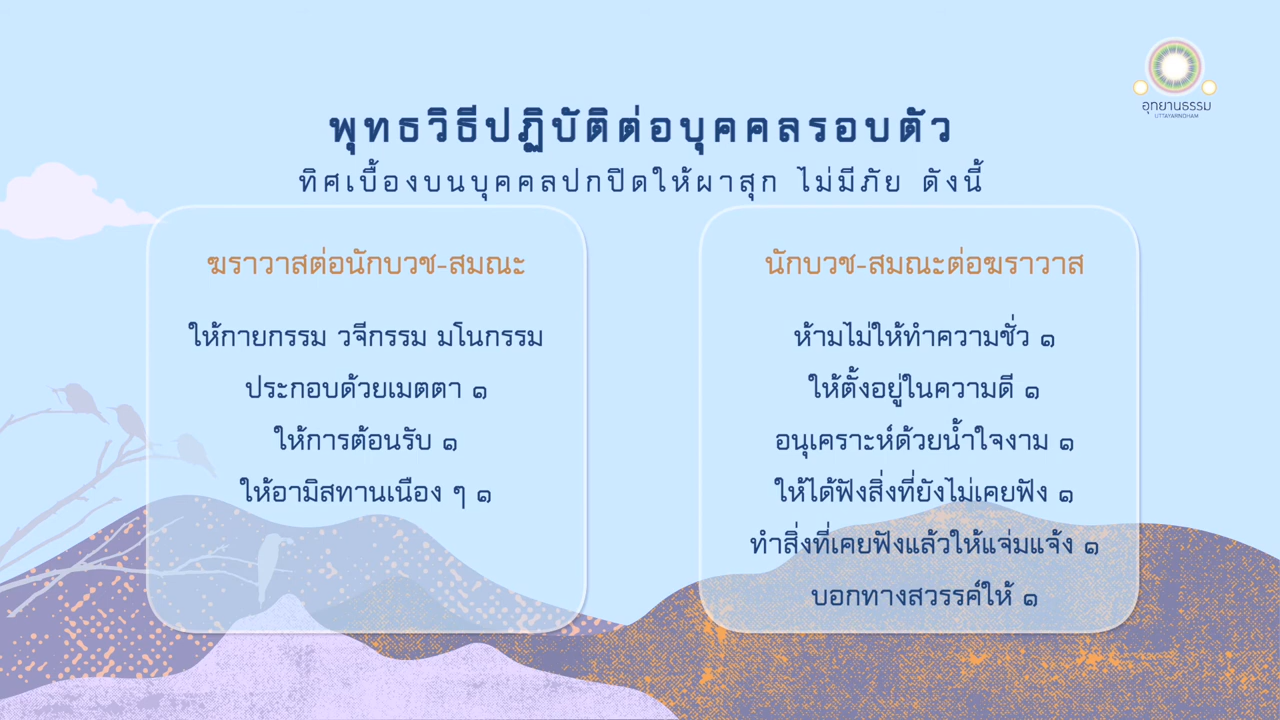 อุทยานธรรม
UTTAYARNDHAM
พุทธวิธีปฏิบัติต่อบุคคลรอบตัว
ทิศเบื้องบนบุคคลปกปิดให้ผาสุก ไม่มีภัย ดังนี้
ฆราวาสต่อนักบวช-สมณะ
ให้กายกรรม วจีกรรม มโนกรรม
ประกอบด้วยเมตตา ๑
ให้การต้อนรับ ๑
ให้อามิสทานเนือง ๆ ๑
นักบวช-สมณะต่อฆราวาส
ห้ามไม่ให้ทำความชั่ว ๑
ให้ตั้งอยู่ในความดี ๑
อนุเคราะห์ด้วยน้ำใจงาม ๑
ให้ได้ฟังสิ่งที่ยังไม่เคยฟัง ๑
ทำสิ่งที่เคยฟังแล้วให้แจ่มแจ้ง ๑
บอกทางสวรรค์ให้ ๑